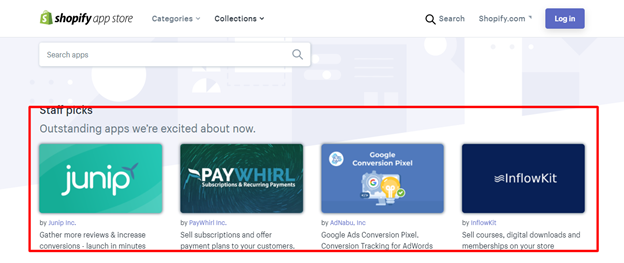 shopify app store Categories Collections Search Shopify.com Log in
Search apps
Staff picks
Outstanding apps we're excited about now.
junip
PAYWHIRL
Subscriptions & Recurring Payments
Google
Conversion Pixel
InflowKit
by Junip Inc.
Gather more reviews & increase
conversions - launch in minutes
by PayWhirl Inc.
Sell subscriptions and offer
payment plans to your customers.
by AdNabu, Inc
Google Ads Conversion Pixel.
Conversion Tracking for AdWords
by InflowKit
Sell courses, digital downloads and
memberships on your store